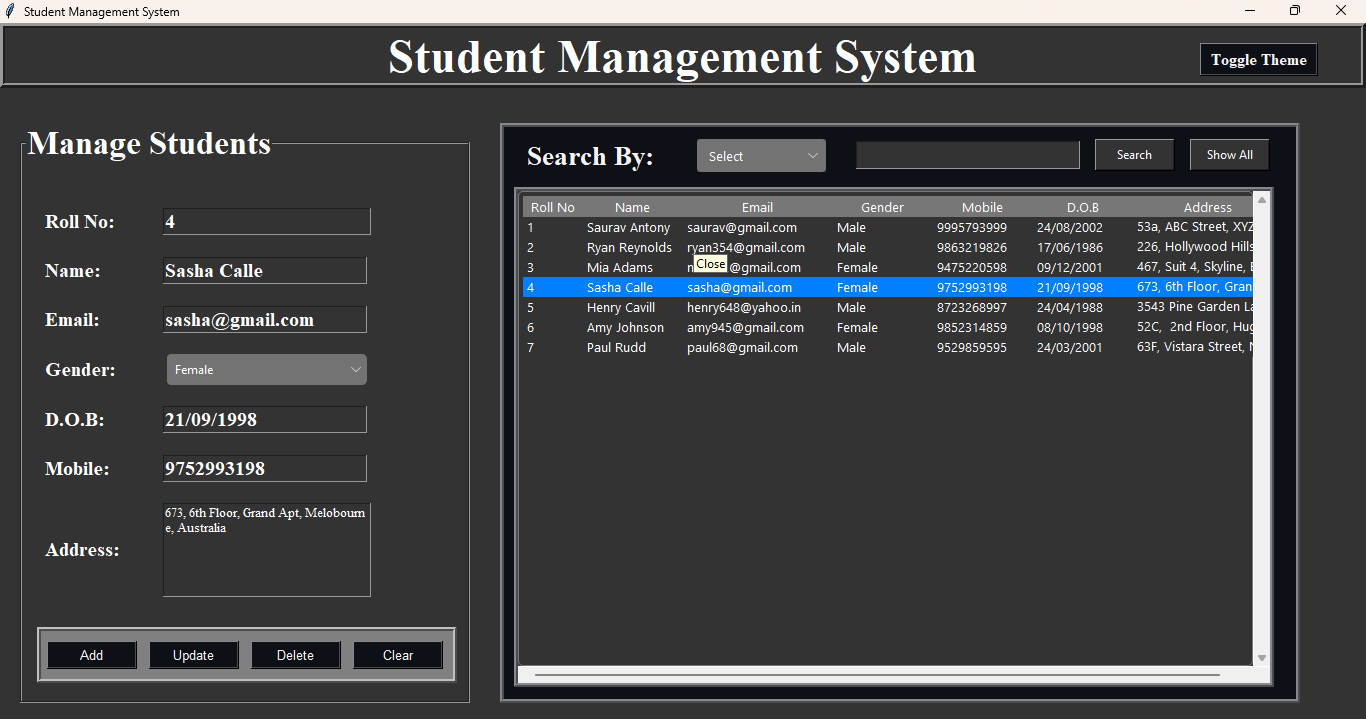 Student Management System
Student Management System
Toggle Theme
Manage Students
Roll No: 4
Name: Sasha Calle
Email: sasha@gmail.com
Gender: Female
D.O.B: 21/09/1998
Mobile: 9752993198
Address: 673, 6th Floor, Grand Apt, Melobourn
e, Australia
Add Update Delete Clear
Search By: Select Search Show All
Roll No Name Email Gender Mobile D.O.B Address
1 Saurav Antony saurav@gmail.com Male 9995793999 24/08/2002 53a, ABC Street, XYZ
2 Ryan Reynolds ryan354@gmail.com Male 9863219826 17/06/1986 226, Hollywood Hills
Close
3 Mia Adams @gmail.com Female 9475220598 09/12/2001 467, Suit 4, Skyline,
4 Sasha Calle sasha@gmail.com Female 9752993198 21/09/1998 673, 6th Floor, Gran
5 Henry Cavill henry648@yahoo.in Male 8723268997 24/04/1988 3543 Pine Garden
6 Amy Johnson amy945@gmail.com Female 9852314859 08/10/1998 52C, 2nd Floor,
7 Paul Rudd paul68@gmail.com Male 9529859595 24/03/2001 63F, Vistara Street,